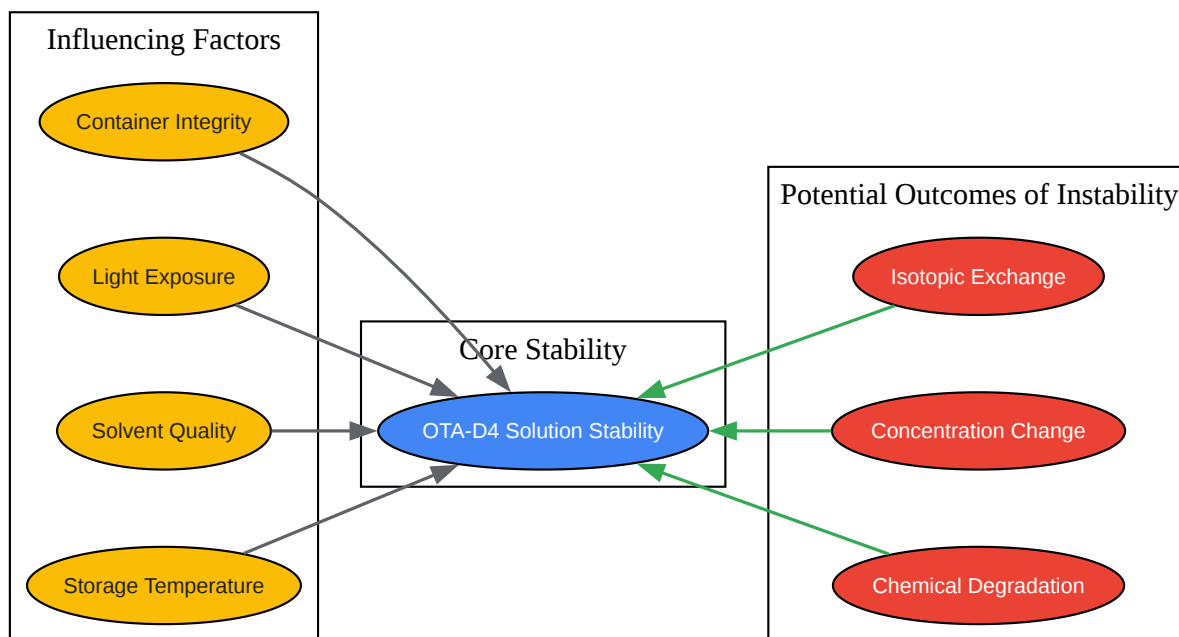 Influencing Factors
Container Integrity
Light Exposure
Solvent Quality
Storage Temperature
Core Stability
OTA-D4 Solution Stability
Potential Outcomes of Instability
Isotopic Exchange
Concentration Change
Chemical Degradation